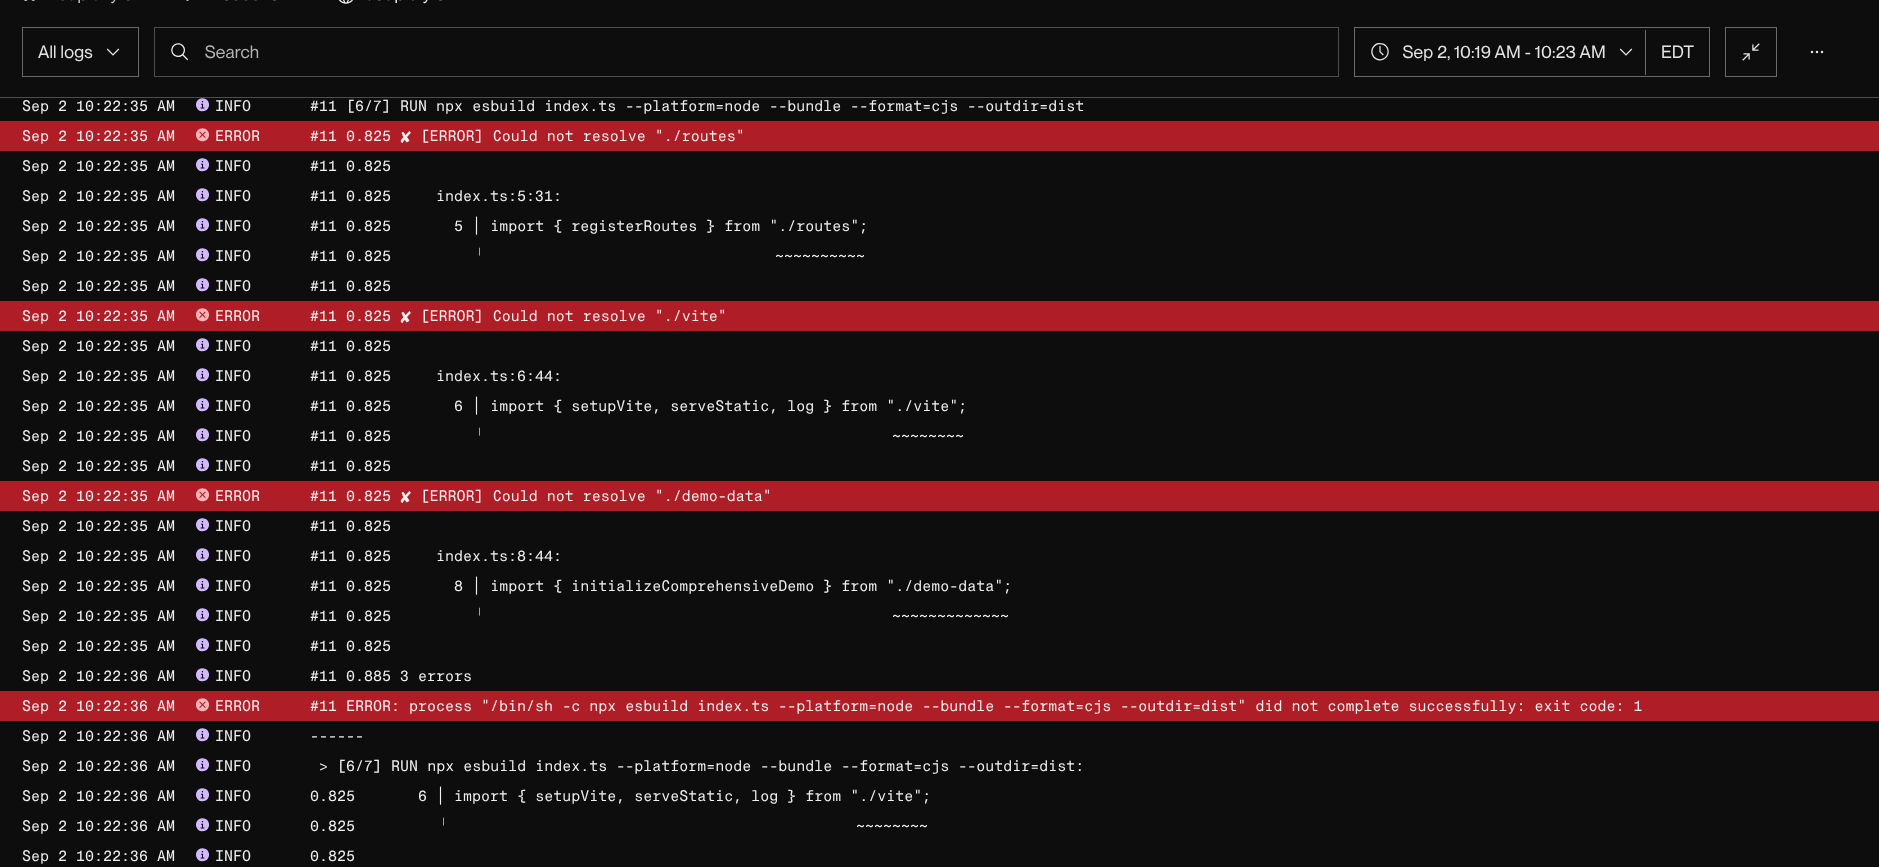 All logs
Search
Sep 2, 10:19 AM - 10:23 AM
EDT
Sep 2 10:22:35 AM INFO #11 [6/7] RUN npx esbuild index.ts --platform=node --bundle --format=cjs --outdir=dist
Sep 2 10:22:35 AM ERROR #11 0.825 ✘ [ERROR] Could not resolve "./routes"
Sep 2 10:22:35 AM INFO #11 0.825
Sep 2 10:22:35 AM INFO #11 0.825     index.ts:5:31:
Sep 2 10:22:35 AM INFO #11 0.825       5 │ import { registerRoutes } from "./routes";
Sep 2 10:22:35 AM INFO #11 0.825         ╵                                ~~~~~~~~~~
Sep 2 10:22:35 AM INFO #11 0.825
Sep 2 10:22:35 AM ERROR #11 0.825 ✘ [ERROR] Could not resolve "./vite"
Sep 2 10:22:35 AM INFO #11 0.825
Sep 2 10:22:35 AM INFO #11 0.825     index.ts:6:44:
Sep 2 10:22:35 AM INFO #11 0.825       6 │ import { setupVite, serveStatic, log } from "./vite";
Sep 2 10:22:35 AM INFO #11 0.825         ╵                                             ~~~~~~~~
Sep 2 10:22:35 AM INFO #11 0.825
Sep 2 10:22:35 AM ERROR #11 0.825 ✘ [ERROR] Could not resolve "./demo-data"
Sep 2 10:22:35 AM INFO #11 0.825
Sep 2 10:22:35 AM INFO #11 0.825     index.ts:8:44:
Sep 2 10:22:35 AM INFO #11 0.825       8 │ import { initializeComprehensiveDemo } from "./demo-data";
Sep 2 10:22:35 AM INFO #11 0.825         ╵                                             ~~~~~~~~~~~~~
Sep 2 10:22:35 AM INFO #11 0.825
Sep 2 10:22:36 AM INFO #11 0.885 3 errors
Sep 2 10:22:36 AM ERROR #11 ERROR: process "/bin/sh -c npx esbuild index.ts --platform=node --bundle --format=cjs --outdir=dist" did not complete successfully: exit code: 1
Sep 2 10:22:36 AM INFO ------
Sep 2 10:22:36 AM INFO  > [6/7] RUN npx esbuild index.ts --platform=node --bundle --format=cjs --outdir=dist:
Sep 2 10:22:36 AM INFO 0.825       6 │ import { setupVite, serveStatic, log } from "./vite";
Sep 2 10:22:36 AM INFO 0.825         ╵                                             ~~~~~~~~
Sep 2 10:22:36 AM INFO 0.825